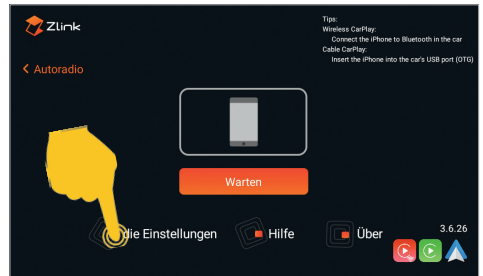 Zlink
Tips:
Wireless CarPlay:
Connect the iPhone to Bluetooth in the car
Cable CarPlay:
Insert the iPhone into the car's USB port (OTG)
Autoradio
Warten
die Einstellungen
Hilfe
Über
3.6.26